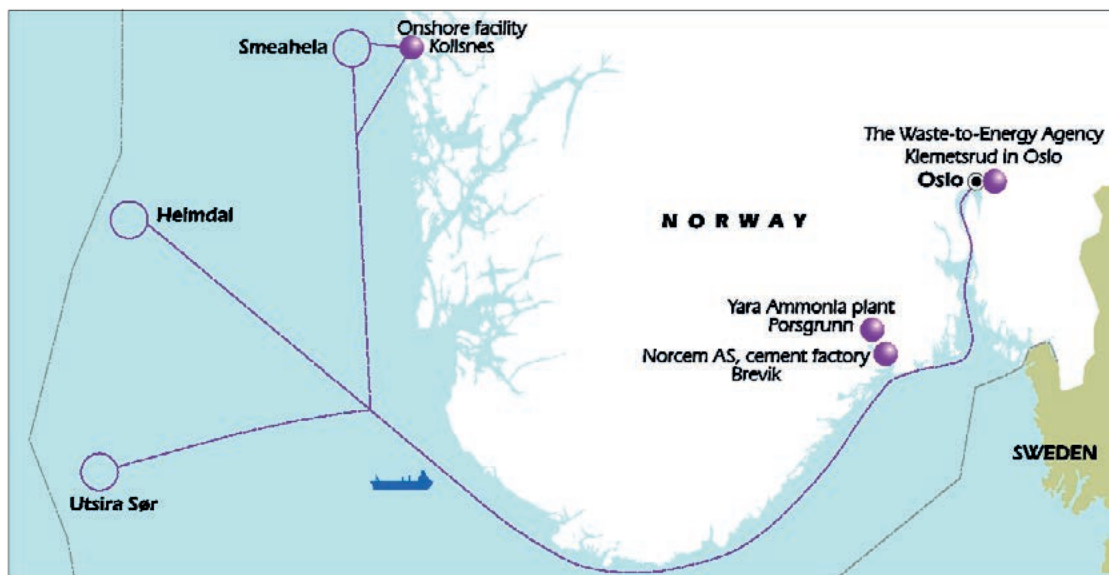 Onshore facility
Kollsnes
Smeahela
The Waste-to-Energy Agency
Klemetsrud in Oslo
Oslo
Heimdal
NORWAY
Yara Ammonia plant
Porsgrunn
Norcem AS, cement factory
Brevik
SWEDEN
Utsira Sør